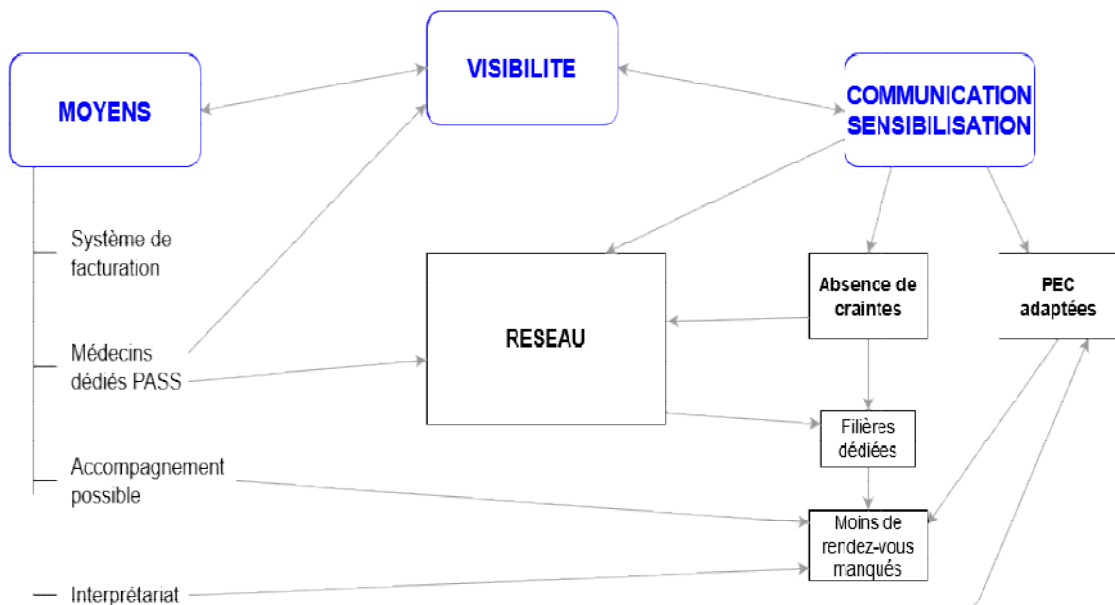 MOYENS
VISIBILITE
COMMUNICATION
SENSIBILISATION
Système de
facturation
Médecins
dédiés PASS
Accompagnement
possible
Interprétariat
RESEAU
Absence de
craintes
PEC
adaptées
Filières
dédiées
Moins de
rendez-vous
manqués